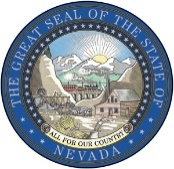 THE GREAT SEAL OF THE STATE OF
NEVADA
ALL FOR OUR COUNTRY